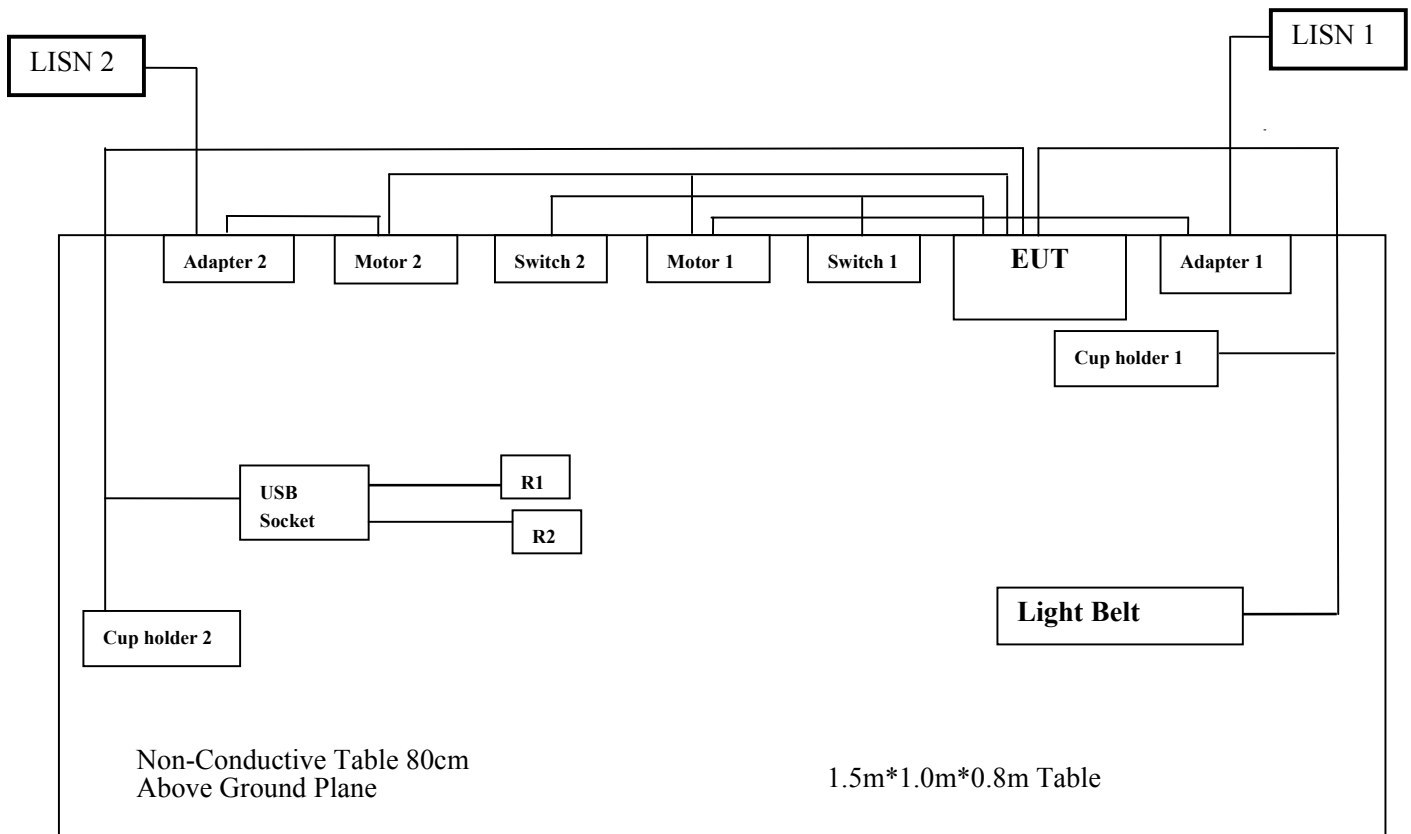 LISN 2
LISN 1
Adapter 2
Motor 2
Switch 2
Motor 1
Switch 1
EUT
Adapter 1
Cup holder 1
USB
Socket
R1
R2
Light Belt
Cup holder 2
Non-Conductive Table 80cm
Above Ground Plane
1.5m*1.0m*0.8m Table